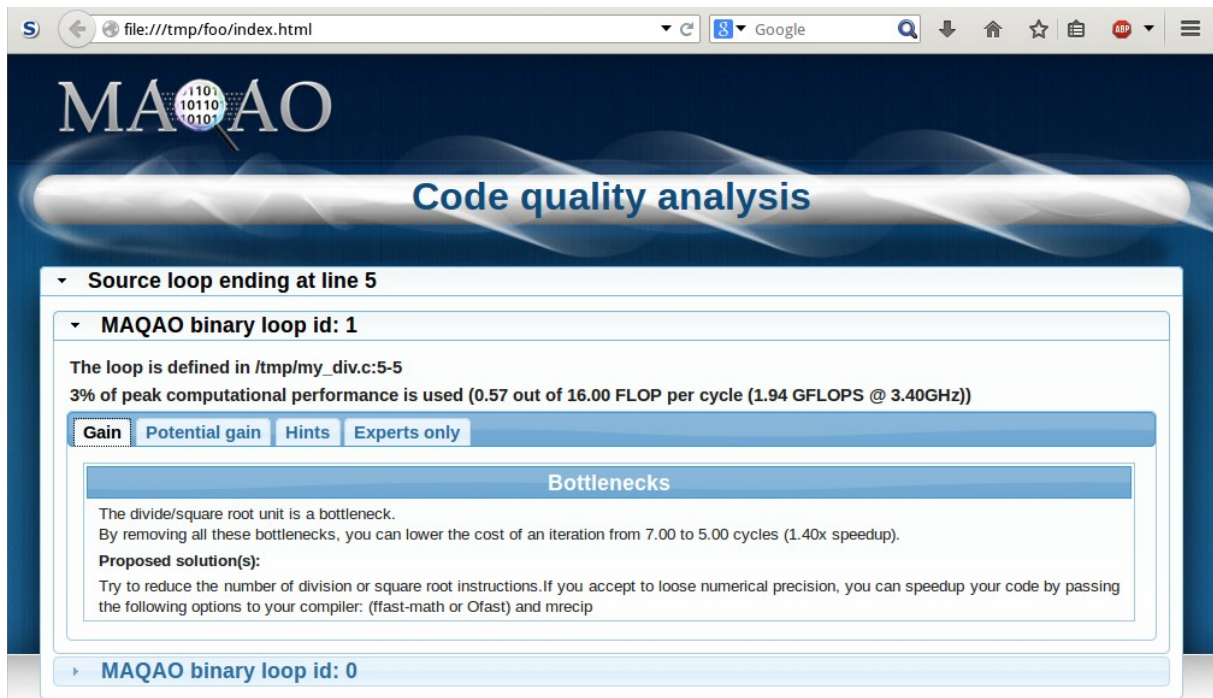 S
file:///tmp/foo/index.html
8
Google
ABP
MAQAO
1101
10110
10101
Code quality analysis
Source loop ending at line 5
MAQAO binary loop id: 1
The loop is defined in /tmp/my_div.c:5-5
3% of peak computational performance is used (0.57 out of 16.00 FLOP per cycle (1.94 GFLOPS @ 3.40GHz))
Gain
Potential gain
Hints
Experts only
Bottlenecks
The divide/square root unit is a bottleneck.
By removing all these bottlenecks, you can lower the cost of an iteration from 7.00 to 5.00 cycles (1.40x speedup).
Proposed solution(s):
Try to reduce the number of division or square root instructions.If you accept to loose numerical precision, you can speedup your code by passing
the following options to your compiler: (ffast-math or Ofast) and mrecip
MAQAO binary loop id: 0